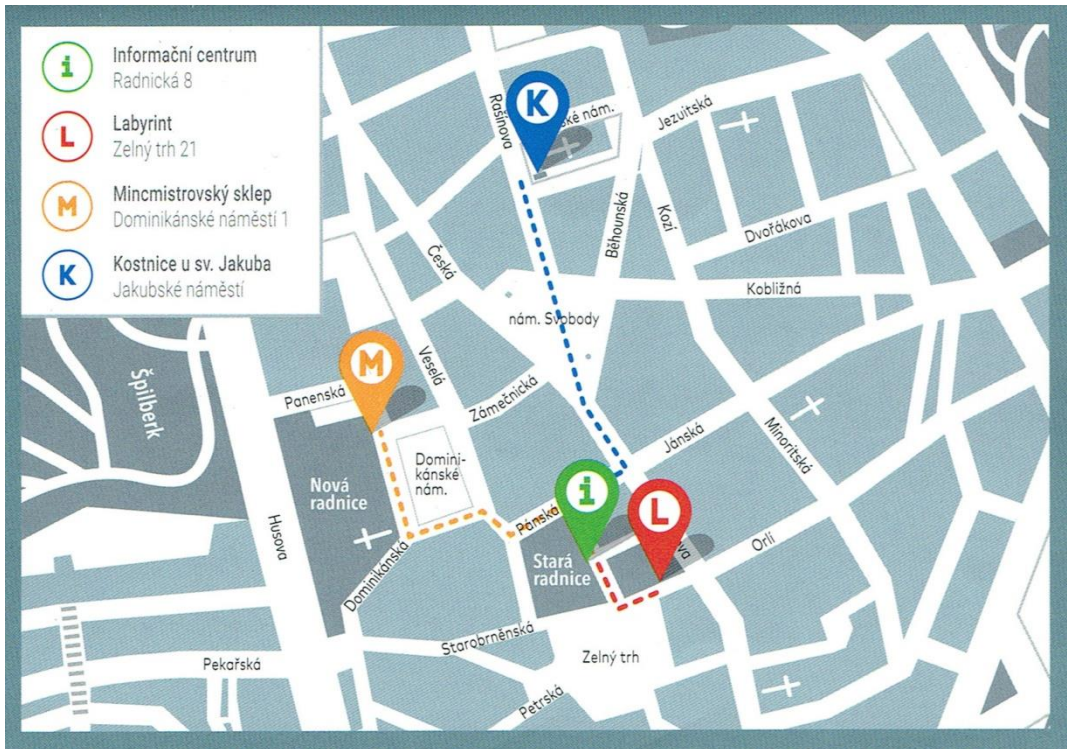 i
Informační centrum
Radnická 8
L
Labyrint
Zelný trh 21
M
Mincmistrovský sklep
Dominikánské náměstí 1
K
Kostnice u sv. Jakuba
Jakubské náměstí
Rašínova
K
ské nám.
Jezuitská
Běhounská
Kozí
Dvořákova
Česká
Kobližná
nám. Svobody
Špilberk
M
Veselá
Panenská
Zámečnická
Jánská
Minoritská
Domini-
kánské
nám.
Nová
radnice
Husova
i
L
Pánská
Orlí
ova
Stará
radnice
Dominikánská
Starobrněnská
Zelný trh
Pekařská
Petrská